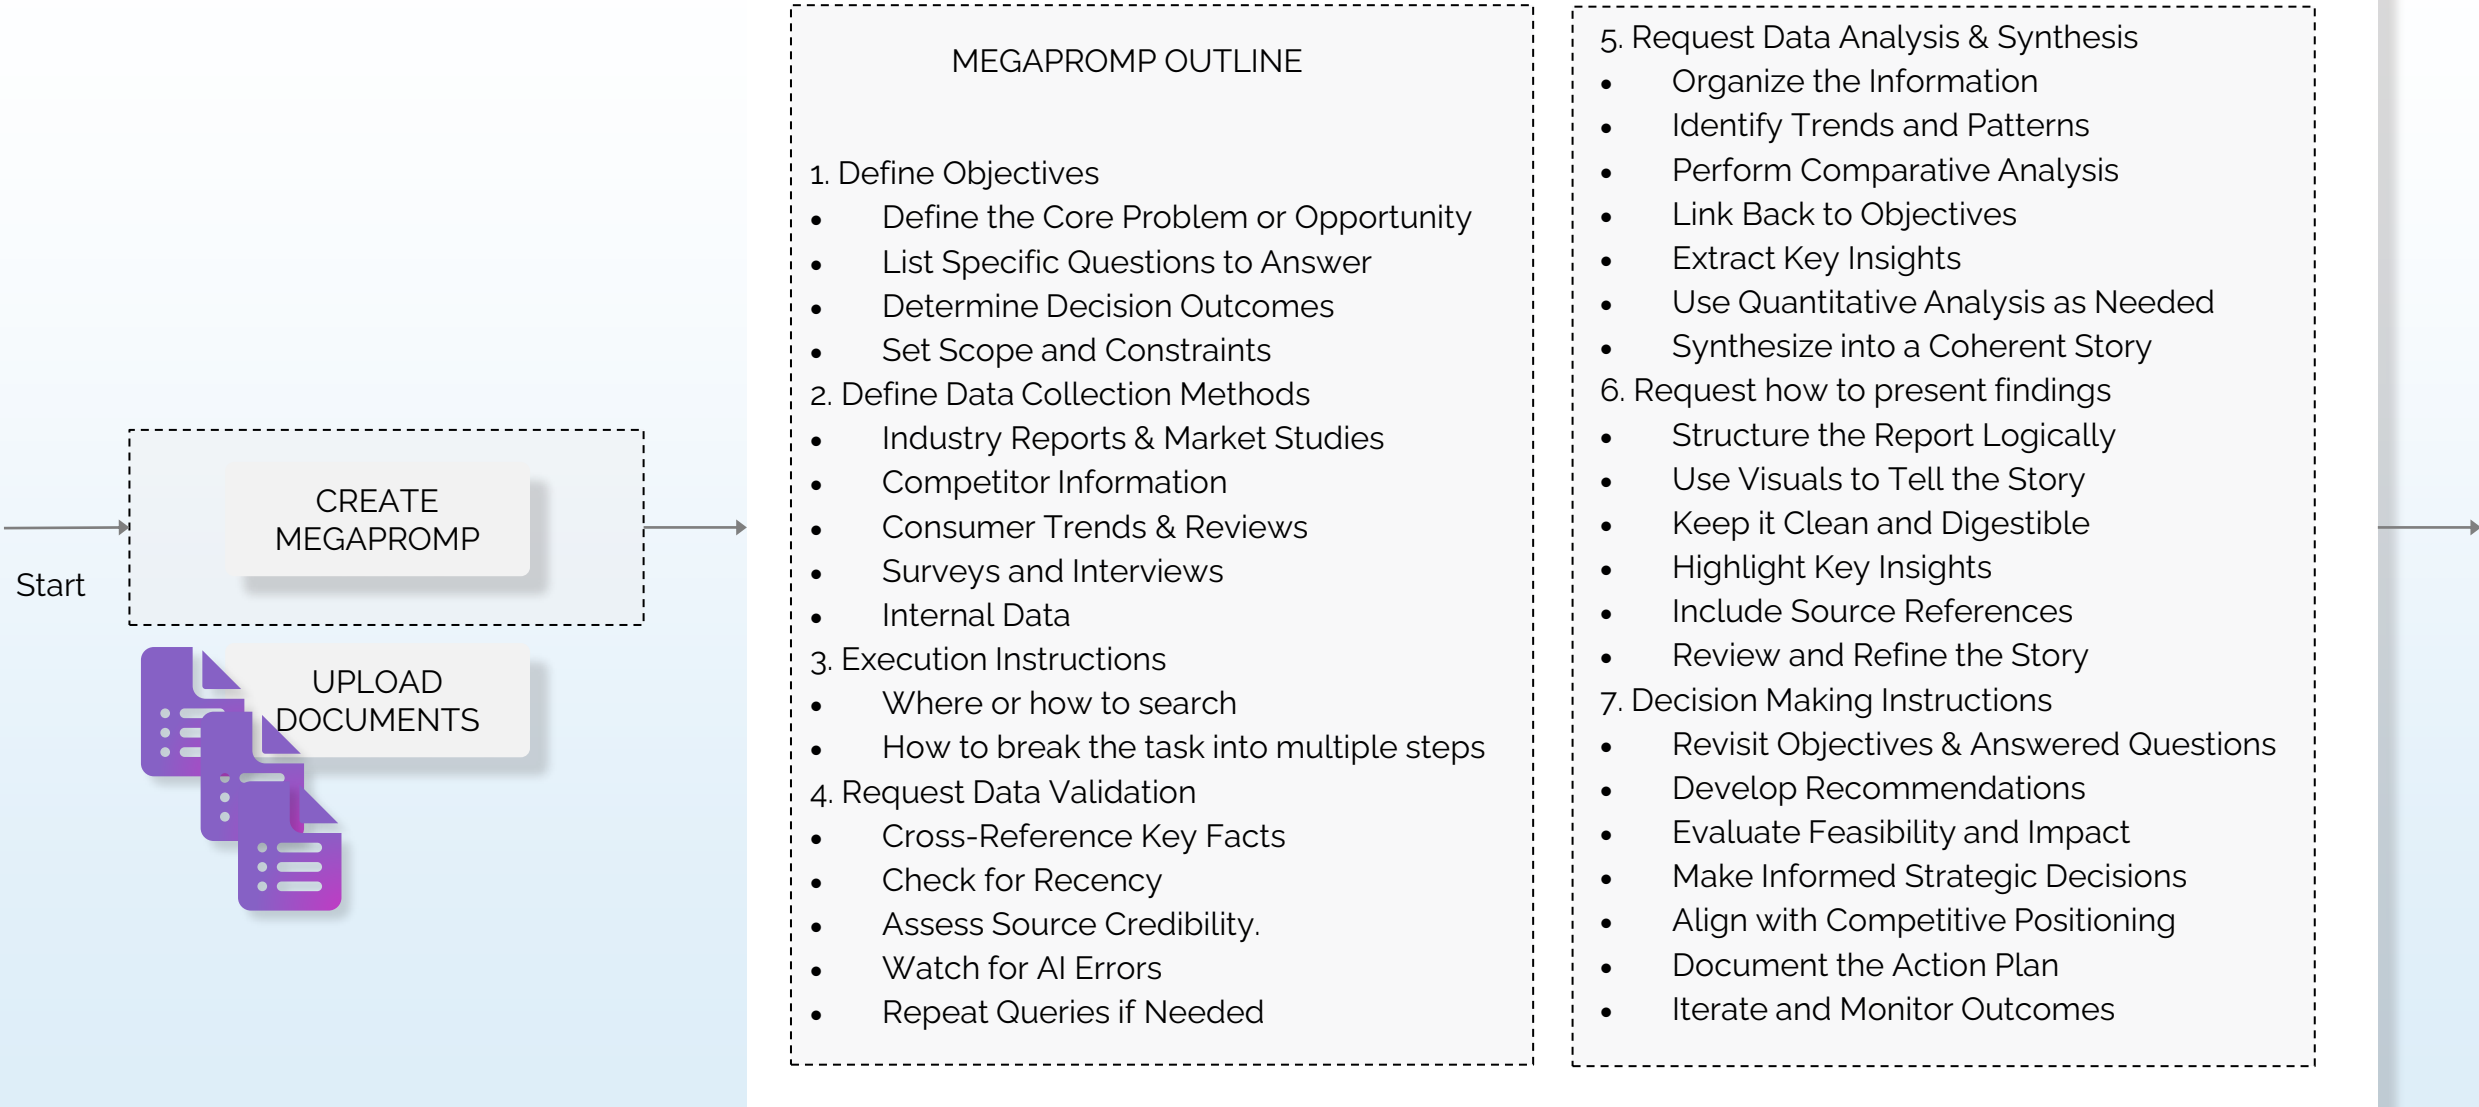 Start
CREATE
MEGAPROMP
UPLOAD
DOCUMENTS
MEGAPROMP OUTLINE
1. Define Objectives
• Define the Core Problem or Opportunity
• List Specific Questions to Answer
• Determine Decision Outcomes
• Set Scope and Constraints
2. Define Data Collection Methods
• Industry Reports & Market Studies
• Competitor Information
• Consumer Trends & Reviews
• Surveys and Interviews
• Internal Data
3. Execution Instructions
• Where or how to search
• How to break the task into multiple steps
4. Request Data Validation
• Cross-Reference Key Facts
• Check for Recency
• Assess Source Credibility.
• Watch for AI Errors
• Repeat Queries if Needed
5. Request Data Analysis & Synthesis
• Organize the Information
• Identify Trends and Patterns
• Perform Comparative Analysis
• Link Back to Objectives
• Extract Key Insights
• Use Quantitative Analysis as Needed
• Synthesize into a Coherent Story
6. Request how to present findings
• Structure the Report Logically
• Use Visuals to Tell the Story
• Keep it Clean and Digestible
• Highlight Key Insights
• Include Source References
• Review and Refine the Story
7. Decision Making Instructions
• Revisit Objectives & Answered Questions
• Develop Recommendations
• Evaluate Feasibility and Impact
• Make Informed Strategic Decisions
• Align with Competitive Positioning
• Document the Action Plan
• Iterate and Monitor Outcomes